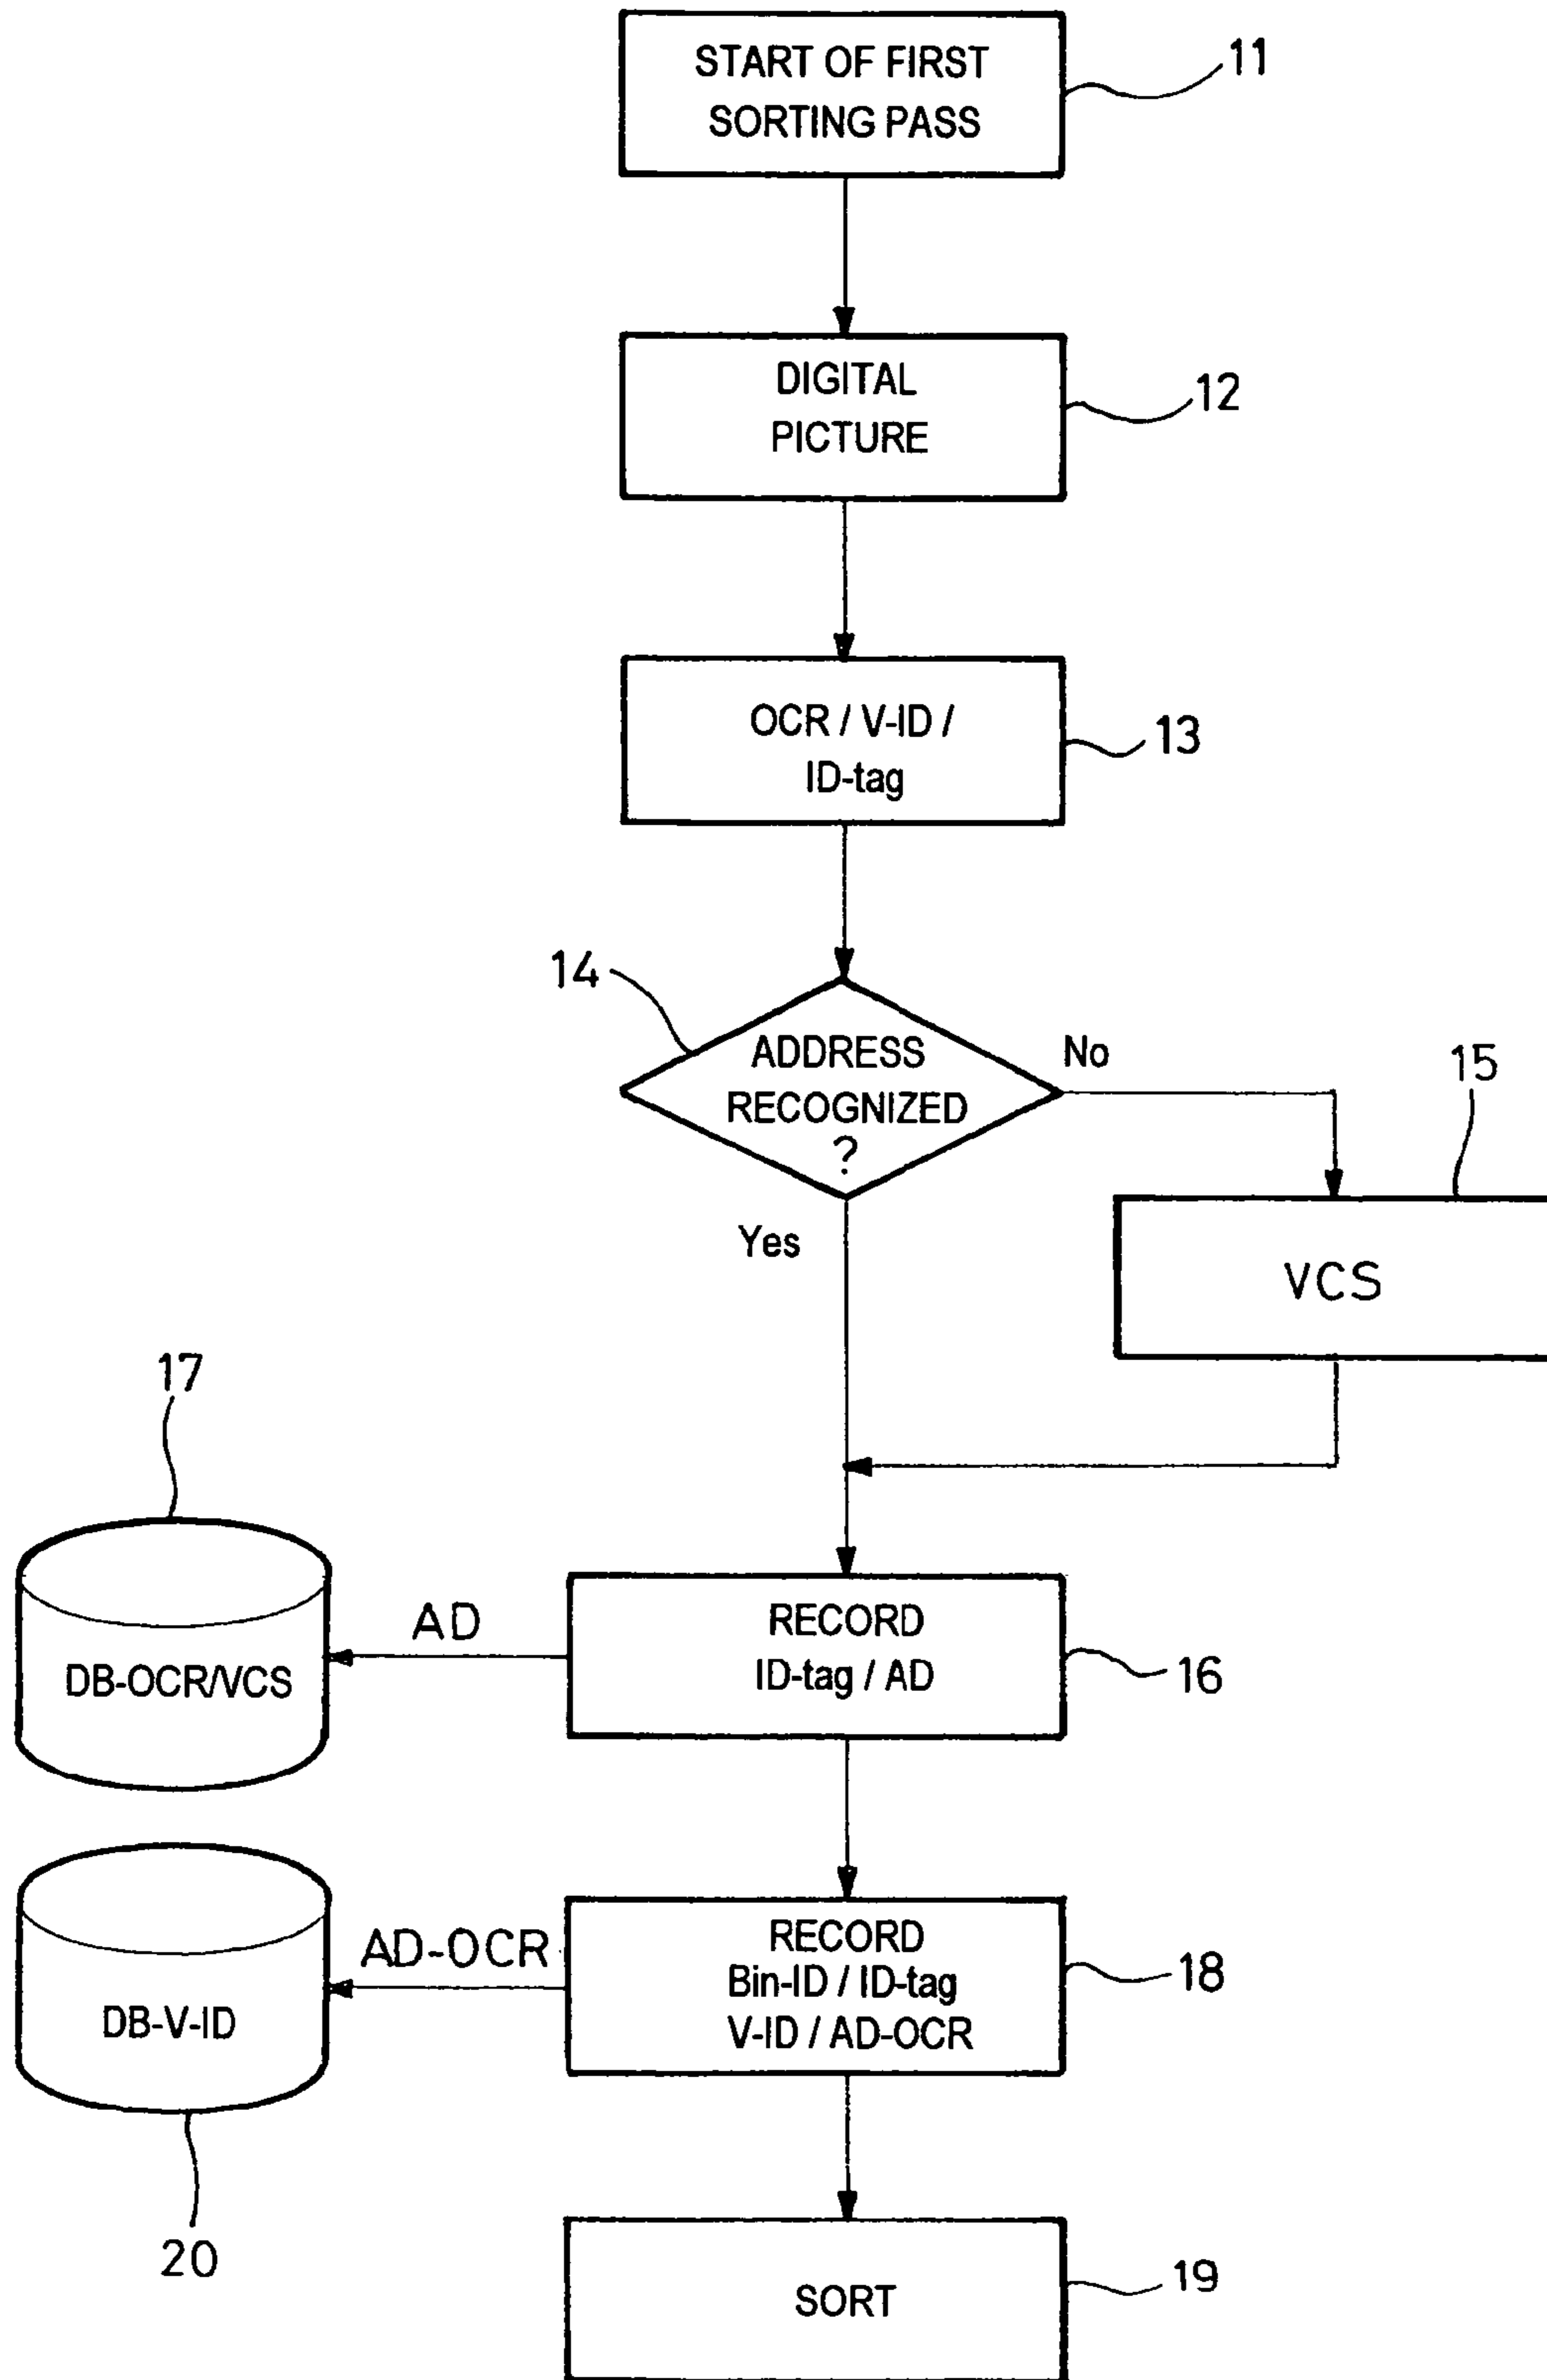 START OF FIRST
SORTING PASS
11
DIGITAL
PICTURE
12
OCR / V-ID /
ID-tag
13
14
ADDRESS
RECOGNIZED
?
No
Yes
15
VCS
17
DB-OCR/VCS
AD
RECORD
ID-tag / AD
16
DB-V-ID
AD-OCR
RECORD
Bin-ID / ID-tag
V-ID / AD-OCR
18
20
SORT
19